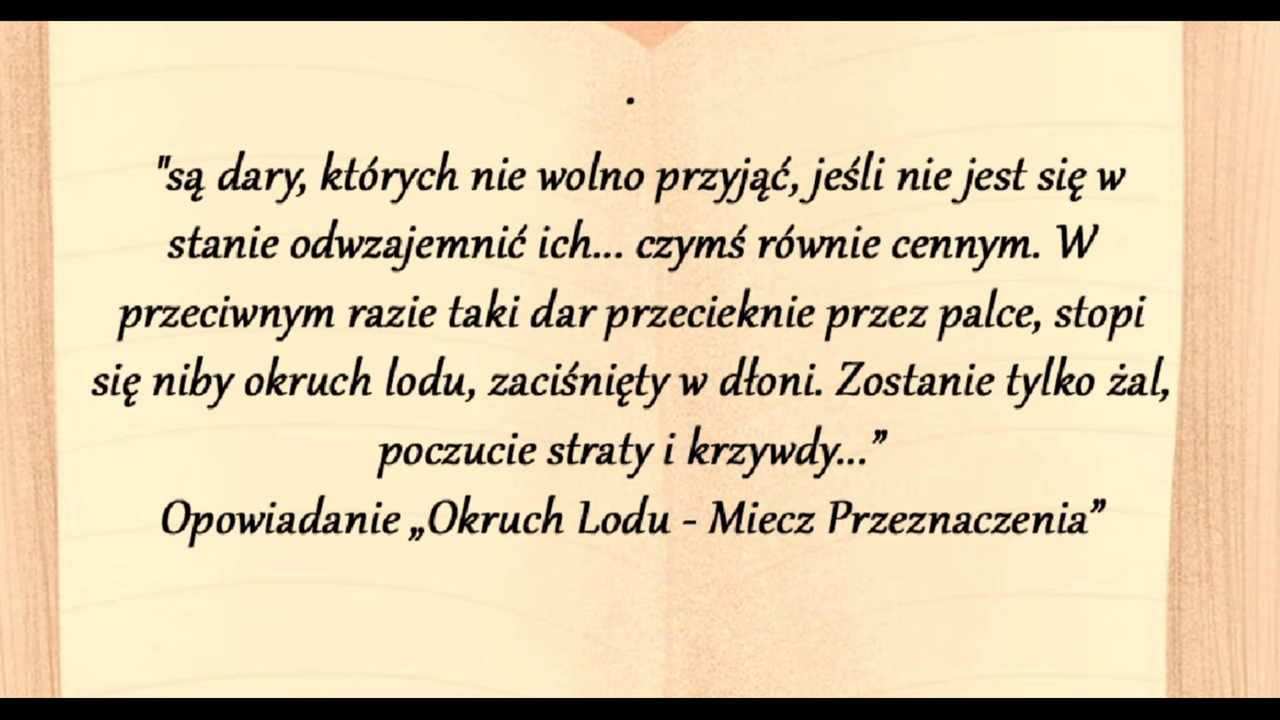 .
"są dary, których nie wolno przyjąć, jeśli nie jest się w
stanie odwzajemnić ich... czymś równie cennym. W
przeciwnym razie taki dar przecieknie przez palce, stopi
się niby okruch lodu, zaciśnięty w dłoni. Zostanie tylko żal,
poczucie straty i krzywdy...”
Opowiadanie „Okruch Lodu - Miecz Przeznaczenia”